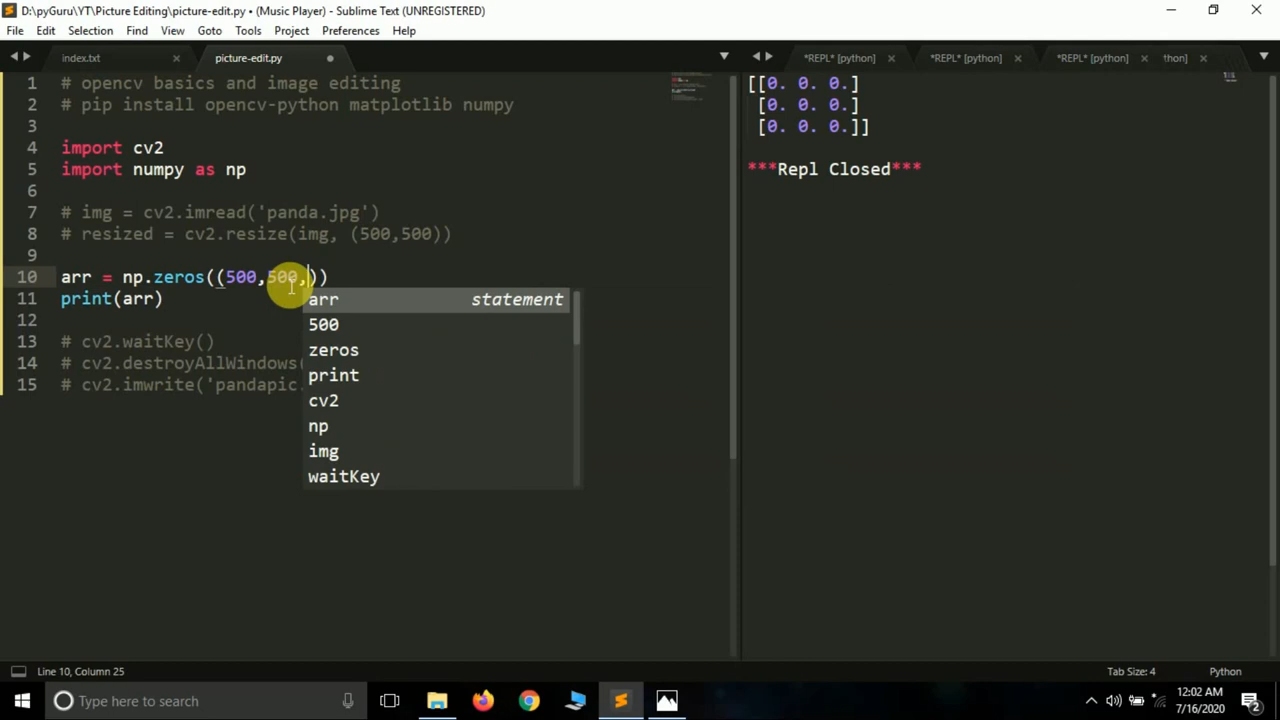 D:\pyGuru\YT\Picture Editing\picture-edit.py • (Music Player) - Sublime Text (UNREGISTERED)
File Edit Selection Find View Goto Tools Project Preferences Help
index.txt picture-edit.py *REPL* [python] *REPL* [python] *REPL* [python] thon]
1 # opencv basics and image editing
2 # pip install opencv-python matplotlib numpy
3
4 import cv2
5 import numpy as np
6
7 # img = cv2.imread('panda.jpg')
8 # resized = cv2.resize(img, (500,500))
9
10 arr = np.zeros((500,500,))
11 print(arr)
12
13 # cv2.waitKey()
14 # cv2.destroyAllWindows(
15 # cv2.imwrite('pandapic.
arr statement
500
zeros
print
cv2
np
img
waitKey
[[0. 0. 0.]
[0. 0. 0.]
[0. 0. 0.]]
***Repl Closed***
Line 10, Column 25 Tab Size: 4 Python
Type here to search
12:02 AM
7/16/2020
2